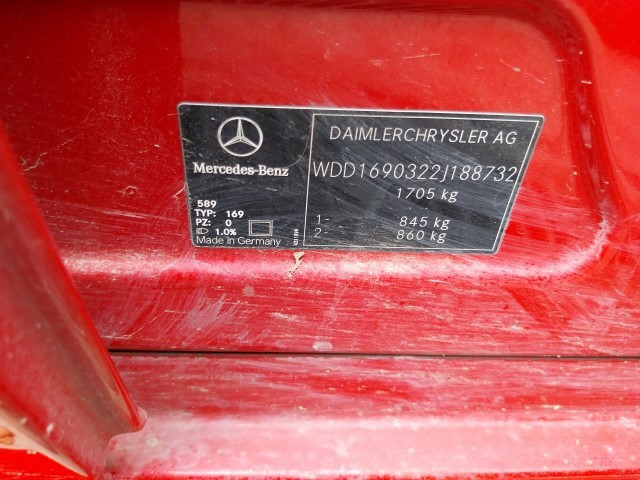 Mercedes-Benz
589
TYP: 169
PZ: 0
1.0%
Made in Germany
DAIMLERCHRYSLER AG
WDD1690322J188732
1705 kg
1- 845 kg
2- 860 kg